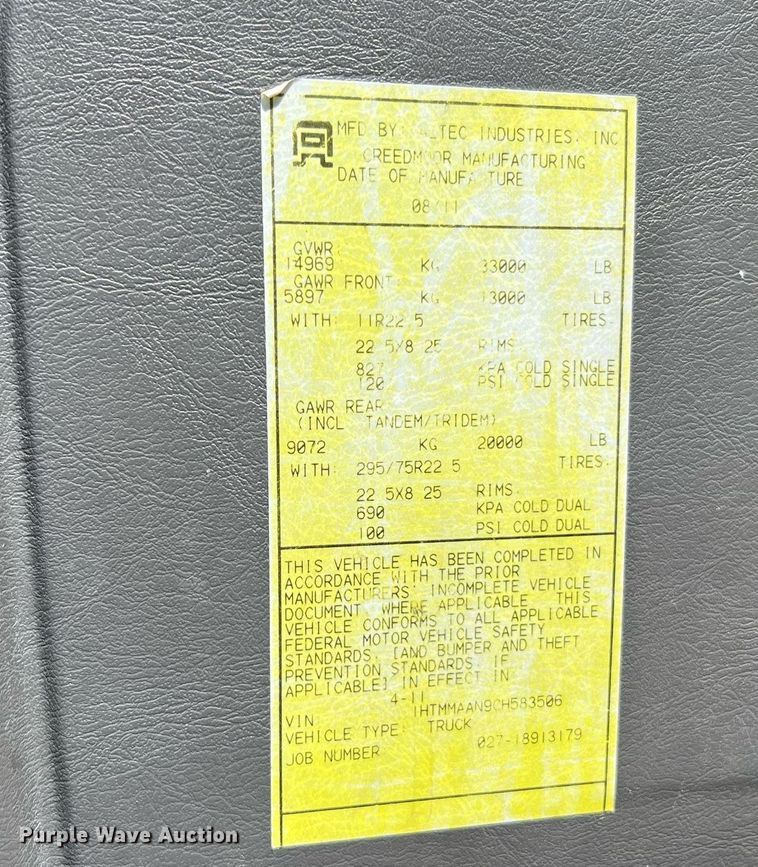 MFD BY: ALTEC INDUSTRIES, INC
CREEDMOOR MANUFACTURING
DATE OF MANUFACTURE
08/11
GVWR:
14969 KG 33000 LB
GAWR FRONT:
5897 KG 13000 LB
WITH: 11R22.5 TIRES.
22.5X8.25 RIMS
827 KPA COLD SINGLE
120 PSI COLD SINGLE
GAWR REAR
(INCL TANDEM/TRIDEM)
9072 KG 20000 LB
WITH: 295/75R22.5 TIRES.
22.5X8.25 RIMS
690 KPA COLD DUAL
100 PSI COLD DUAL
THIS VEHICLE HAS BEEN COMPLETED IN
ACCORDANCE WITH THE PRIOR
MANUFACTURERS' INCOMPLETE VEHICLE
DOCUMENT, WHERE APPLICABLE. THIS
VEHICLE CONFORMS TO ALL APPLICABLE
FEDERAL MOTOR VEHICLE SAFETY
STANDARDS, [AND BUMPER AND THEFT
PREVENTION STANDARDS, IF
APPLICABLE] IN EFFECT IN:
4-11
VIN 1HTMMAAN9CH583506
VEHICLE TYPE: TRUCK
JOB NUMBER 027-18913179
Purple Wave Auction